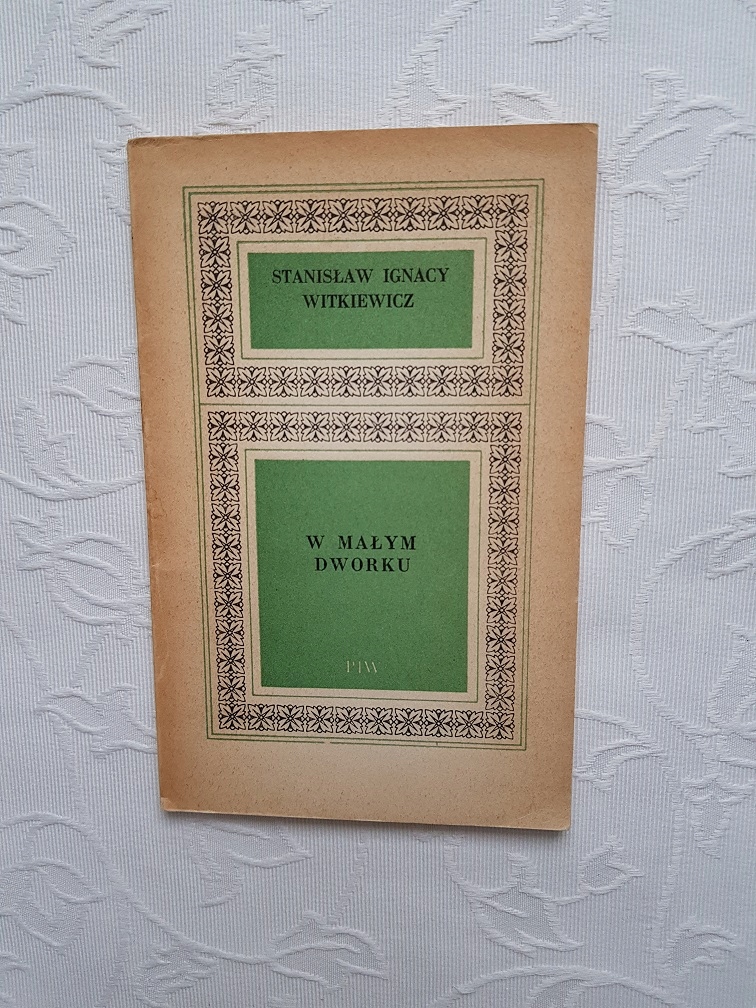 STANISŁAW IGNACY
WITKIEWICZ
W MAŁYM
DWORKU
PIW